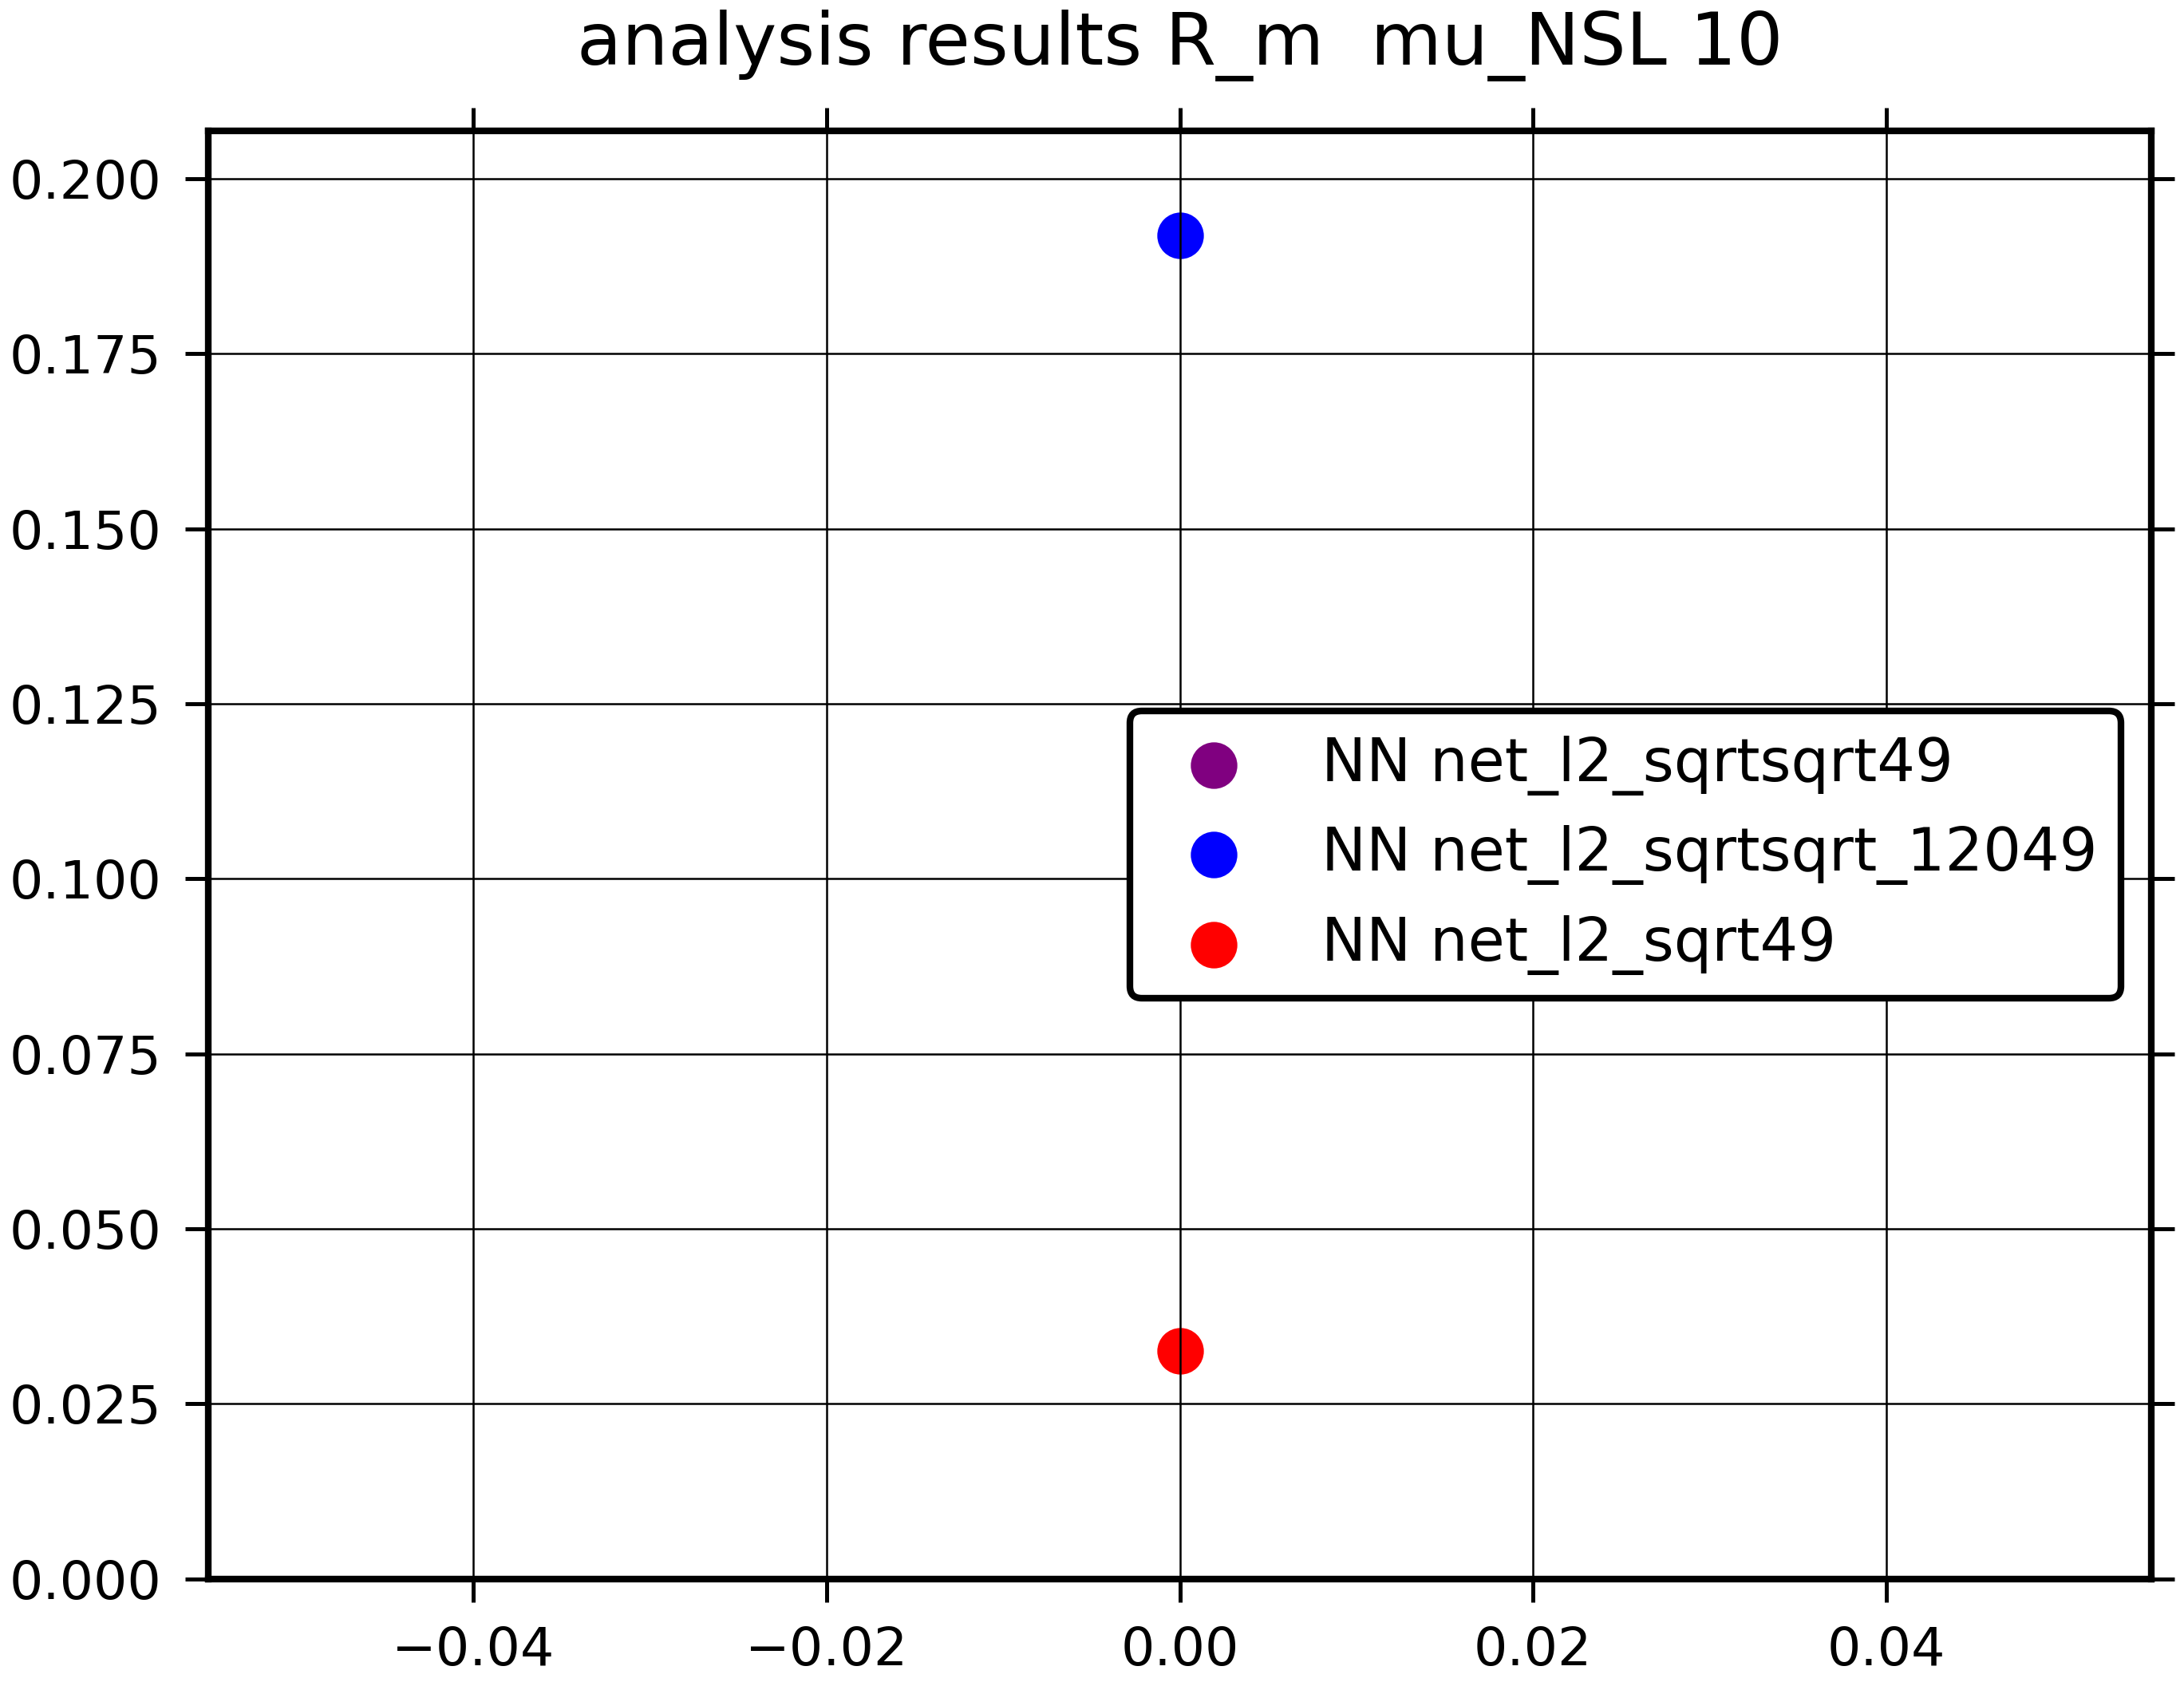 analysis results R_m  mu_NSL 10
0.200
0.175
0.150
0.125
0.100
0.075
0.050
0.025
0.000
NN net_l2_sqrtsqrt49
NN net_l2_sqrtsqrt_12049
NN net_l2_sqrt49
−0.04 −0.02 0.00 0.02 0.04